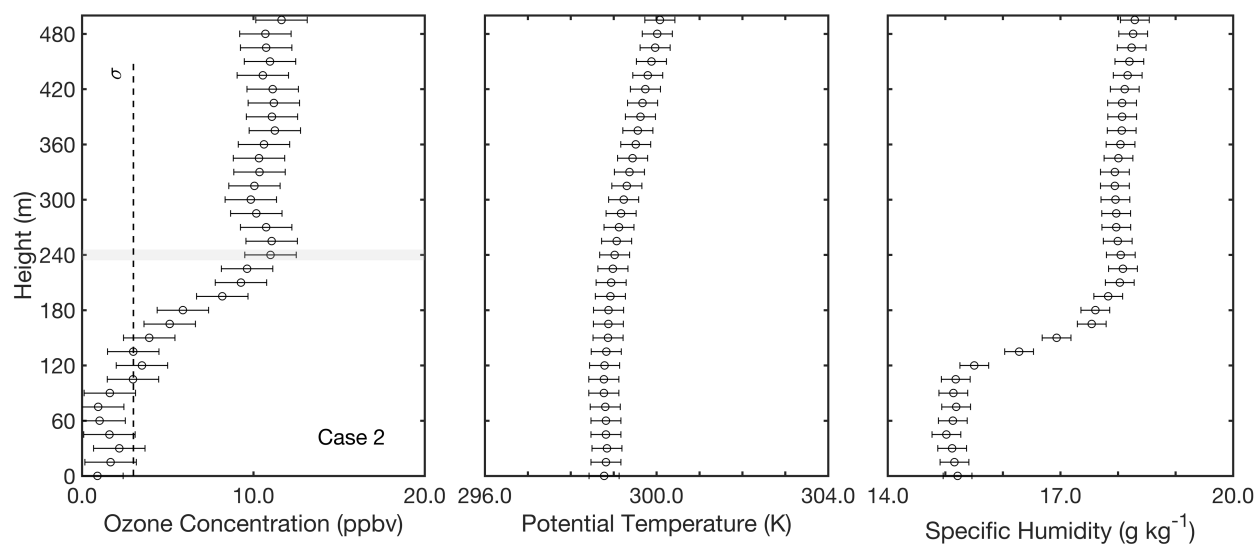 480
420
360
300
240
180
120
60
0
Height (m)
σ
Case 2
0.0 10.0 20.0
Ozone Concentration (ppbv)
296.0 300.0 304.0
Potential Temperature (K)
14.0 17.0 20.0
Specific Humidity (g kg⁻¹)